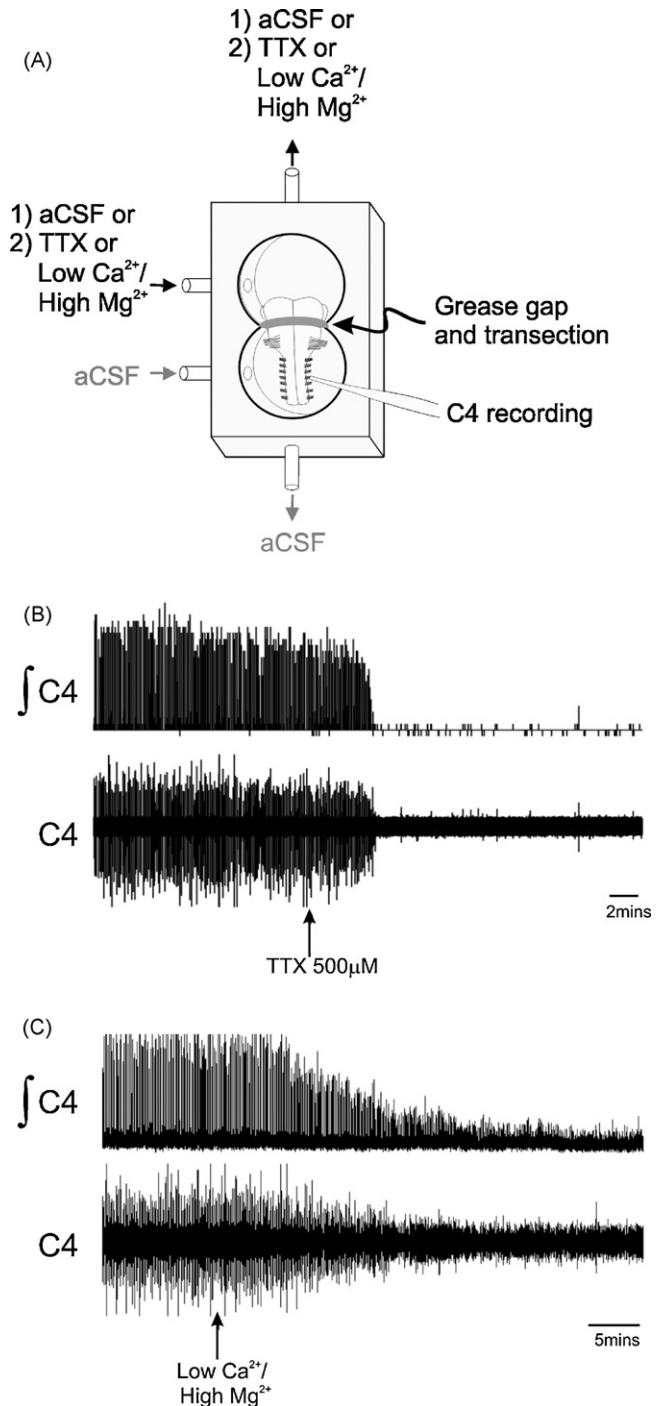 (A)
1) aCSF or
2) TTX or
Low Ca²⁺/
High Mg²⁺
1) aCSF or
2) TTX or
Low Ca²⁺/
High Mg²⁺
aCSF
Grease gap
and transection
C4 recording
aCSF
(B)
∫ C4
C4
2mins
TTX 500μM
(C)
∫ C4
C4
5mins
Low Ca²⁺/
High Mg²⁺